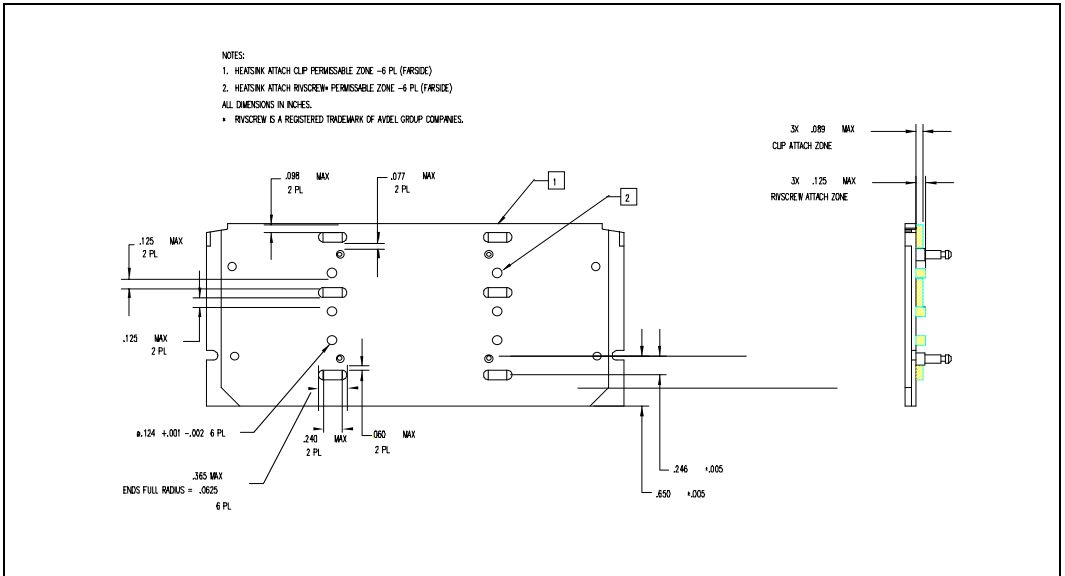 NOTES:
1. HEATSINK ATTACH CLIP PERMISSABLE ZONE -6 PL (FARSIDE)
2. HEATSINK ATTACH RIVSCREW* PERMISSABLE ZONE -6 PL (FARSIDE)
ALL DIMENSIONS IN INCHES.
* RIVSCREW IS A REGISTERED TRADEMARK OF AVDEL GROUP COMPANIES.
3X .089 MAX
CLIP ATTACH ZONE
3X .125 MAX
RIVSCREW ATTACH ZONE
.098 MAX
2 PL
.077 MAX
2 PL
1
2
.125 MAX
2 PL
.125 MAX
2 PL
ø.124 +.001 -.002 6 PL
.240 MAX
2 PL
.060 MAX
2 PL
.365 MAX
ENDS FULL RADIUS = .0625
6 PL
.246 ±.005
.650 ±.005